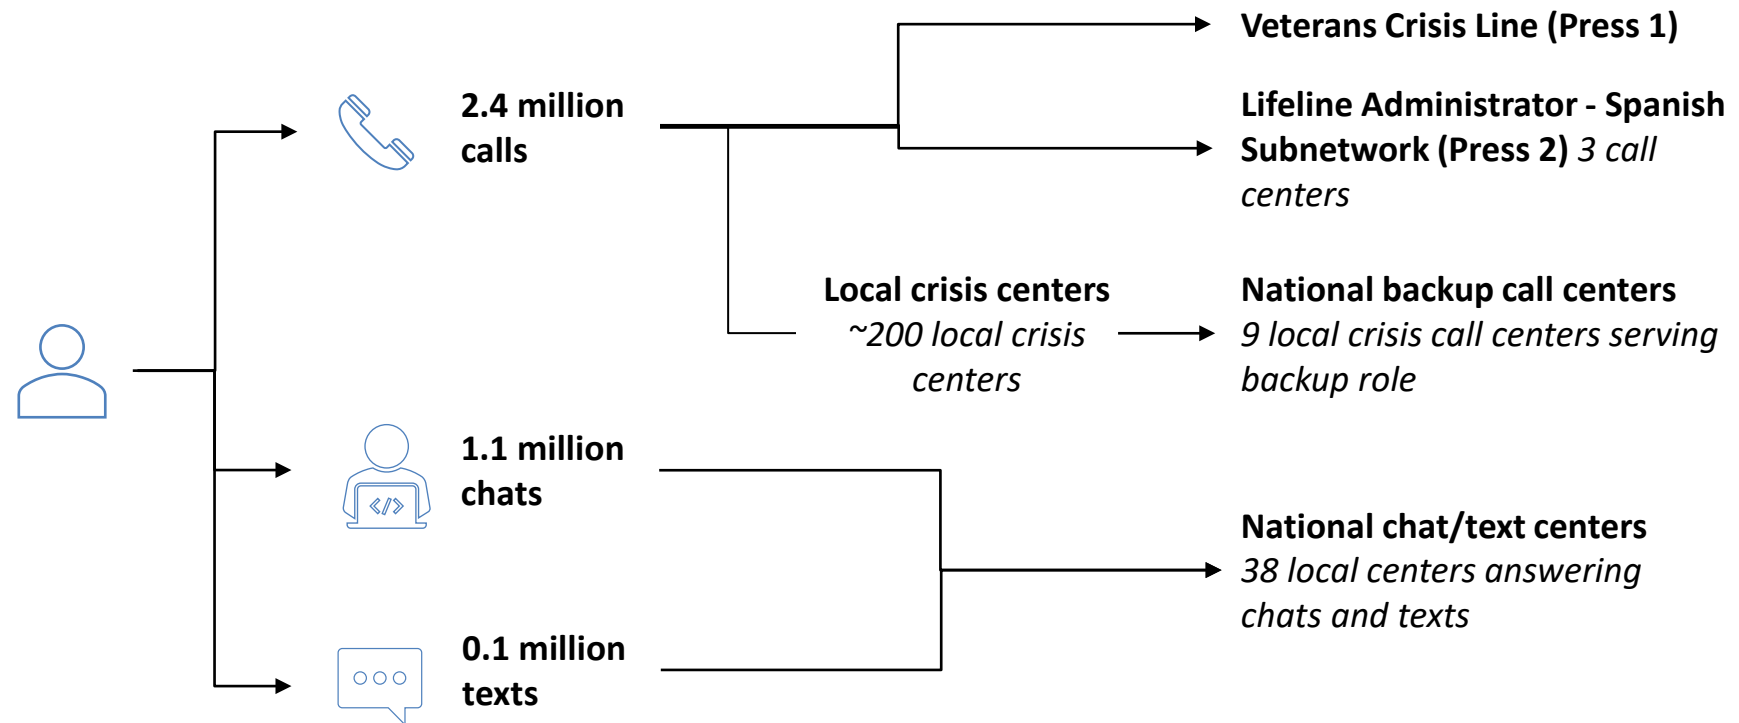 Veterans Crisis Line (Press 1)
2.4 million
calls
Lifeline Administrator - Spanish
Subnetwork (Press 2) 3 call
centers
Local crisis centers
~200 local crisis
centers
National backup call centers
9 local crisis call centers serving
backup role
1.1 million
chats
</>
National chat/text centers
38 local centers answering
chats and texts
0.1 million
texts